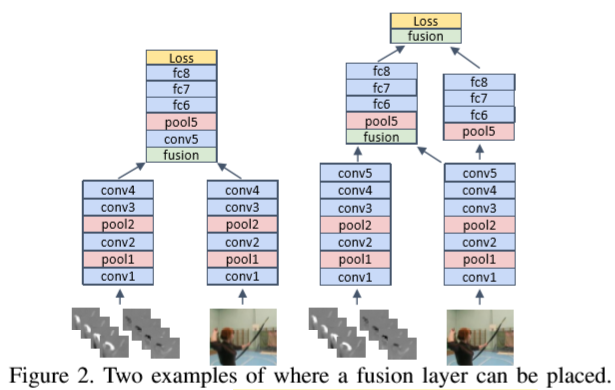 Loss
fc8
fc7
fc6
pool5
conv5
fusion
conv4
conv3
pool2
conv2
pool1
conv1
conv4
conv3
pool2
conv2
pool1
conv1
Loss
fusion
fc8
fc7
fc6
pool5
fusion
fc8
fc7
fc6
pool5
conv5
conv4
conv3
pool2
conv2
pool1
conv1
conv5
conv4
conv3
pool2
conv2
pool1
conv1
Figure 2. Two examples of where a fusion layer can be placed.